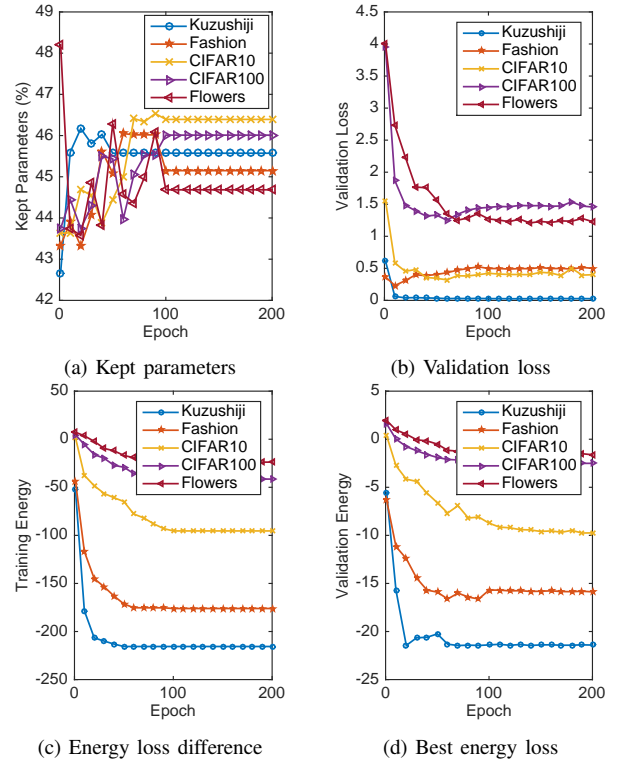 49
48
47
46
45
44
43
42
Kept Parameters (%)
0 100 200
Epoch
Kuzushiji
Fashion
CIFAR10
CIFAR100
Flowers
(a) Kept parameters
4.5
4
3.5
3
2.5
2
1.5
1
0.5
0
Validation Loss
0 100 200
Epoch
Kuzushiji
Fashion
CIFAR10
CIFAR100
Flowers
(b) Validation loss
50
0
-50
-100
-150
-200
-250
Training Energy
0 100 200
Epoch
Kuzushiji
Fashion
CIFAR10
CIFAR100
Flowers
(c) Energy loss difference
5
0
-5
-10
-15
-20
-25
Validation Energy
0 100 200
Epoch
Kuzushiji
Fashion
CIFAR10
CIFAR100
Flowers
(d) Best energy loss